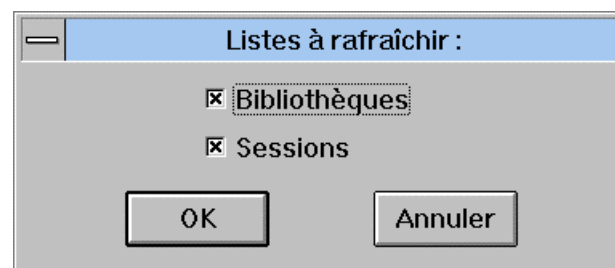 Listes à rafraîchir :
Bibliothèques
Sessions
OK Annuler